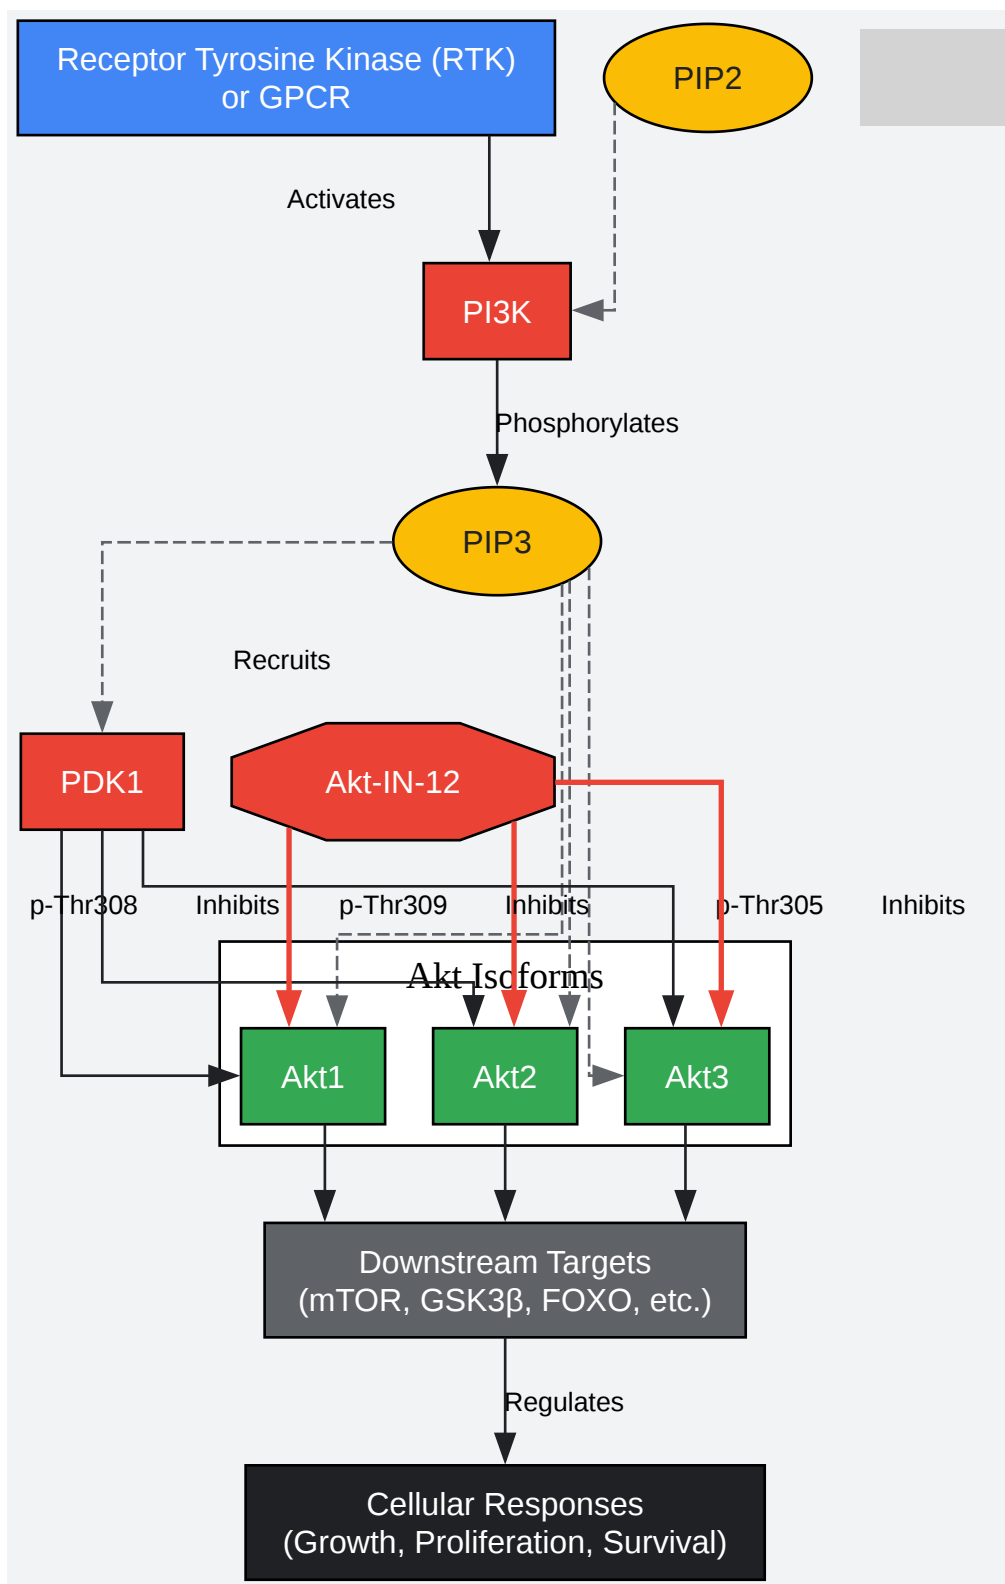 Receptor Tyrosine Kinase (RTK)
or GPCR
PIP2
Activates
PI3K
Phosphorylates
PIP3
Recruits
PDK1
Akt-IN-12
p-Thr308
Inhibits
p-Thr309
Inhibits
p-Thr305
Inhibits
Akt Isoforms
Akt1
Akt2
Akt3
Downstream Targets
(mTOR, GSK3β, FOXO, etc.)
Regulates
Cellular Responses
(Growth, Proliferation, Survival)